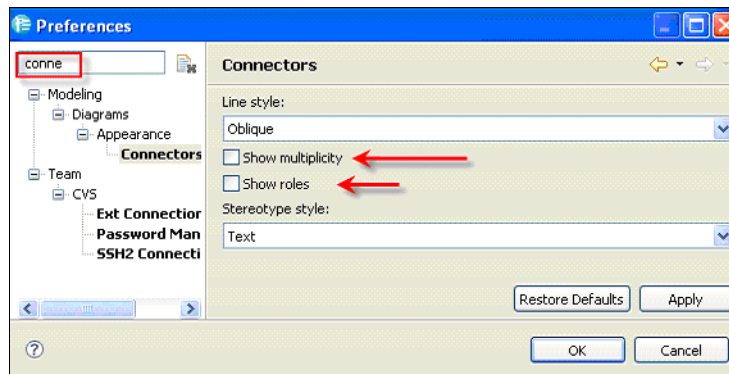 Preferences
conne
Modeling
Diagrams
Appearance
Connectors
Team
CVS
Ext Connection
Password Man
SSH2 Connecti
Connectors
Line style:
Oblique
Show multiplicity
Show roles
Stereotype style:
Text
Restore Defaults
Apply
OK
Cancel